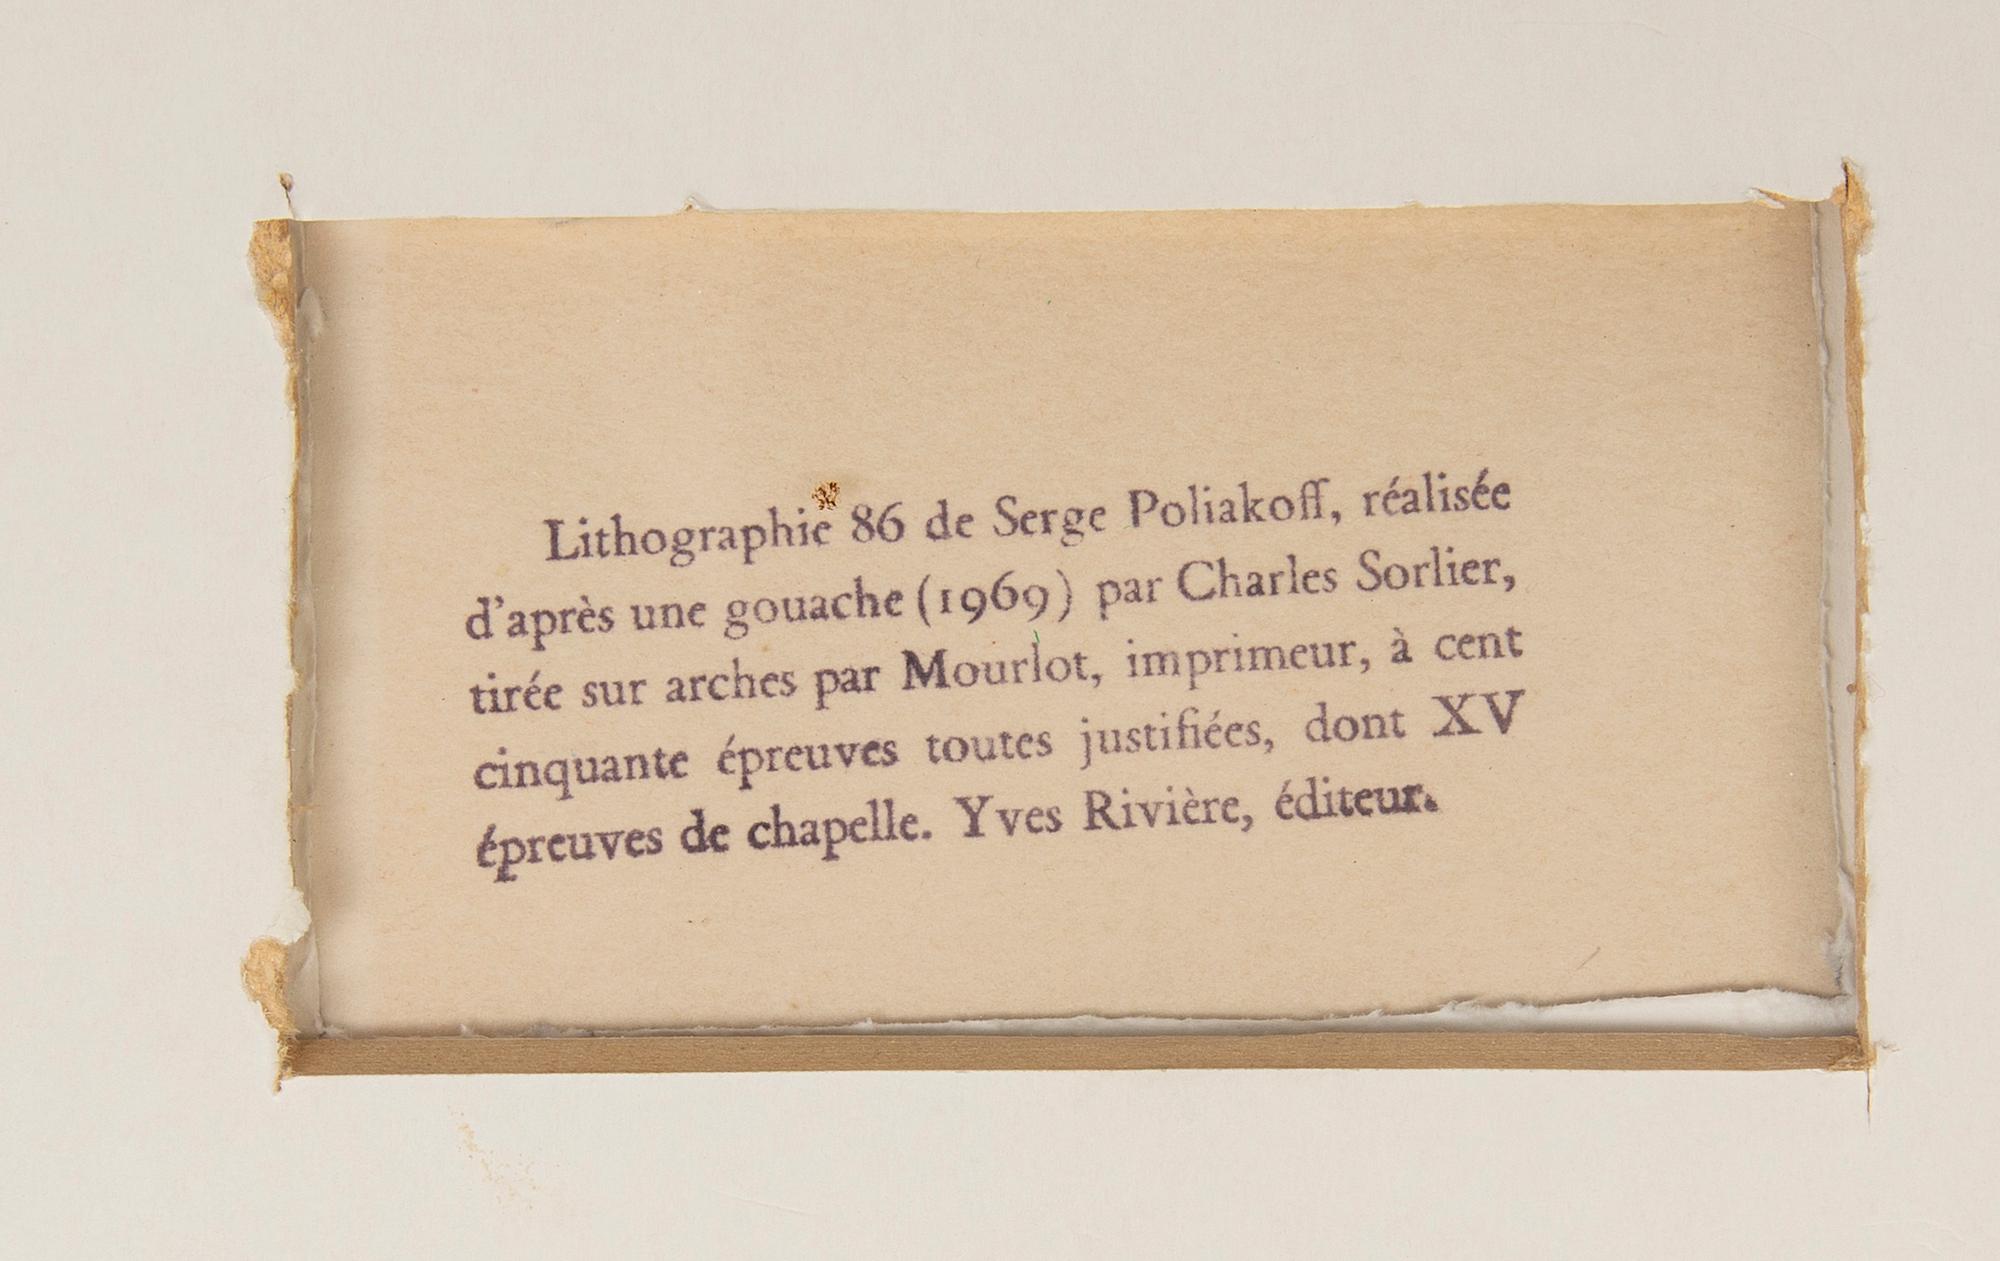 Lithographie 86 de Serge Poliakoff, réalisée
d'après une gouache (1969) par Charles Sorlier,
tirée sur arches par Mourlot, imprimeur, à cent
cinquante épreuves toutes justifiées, dont XV
épreuves de chapelle. Yves Rivière, éditeur.